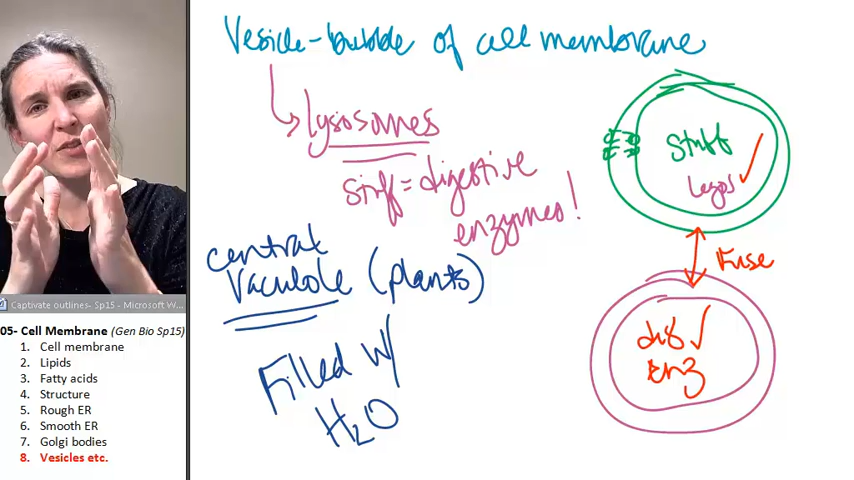 Vesicle-bubble of cell membrane
lysosomes
stuff = digestive
enzymes!
central
Vacuole (plants)
Filled w/
H₂O
Stuff
Legos ✓
Fuse
dig ✓
Enz
Captivate outlines- Sp15 - Microsoft W...
05- Cell Membrane (Gen Bio Sp15)
1. Cell membrane
2. Lipids
3. Fatty acids
4. Structure
5. Rough ER
6. Smooth ER
7. Golgi bodies
8. Vesicles etc.